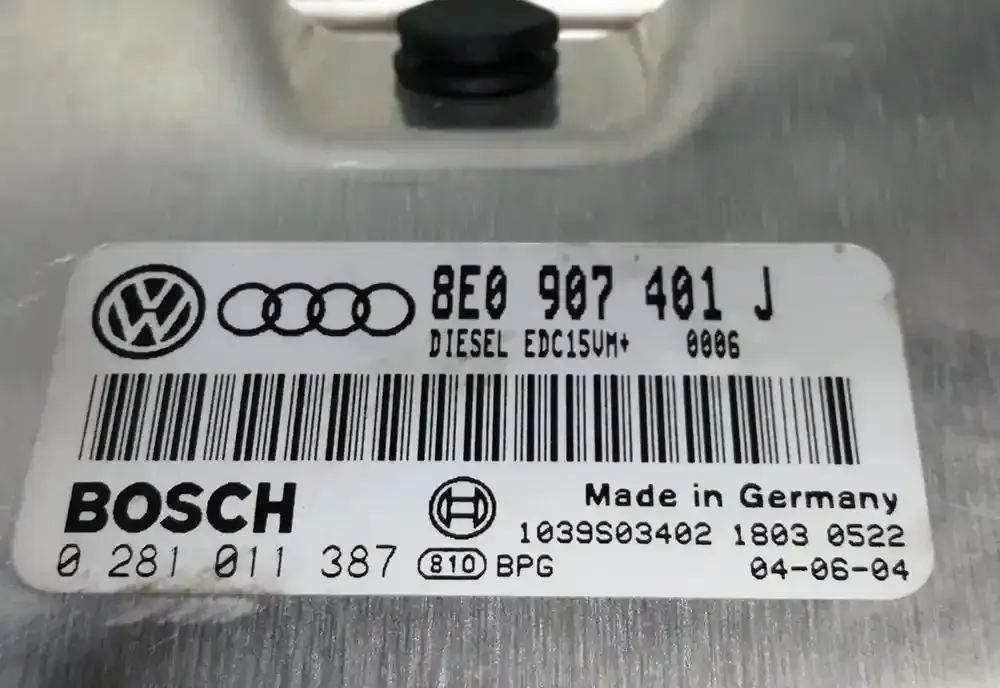 8E0 907 401 J
DIESEL EDC15VM+ 0006
BOSCH
Made in Germany
1039S03402 1803 0522
0 281 011 387 810 BPG 04-06-04